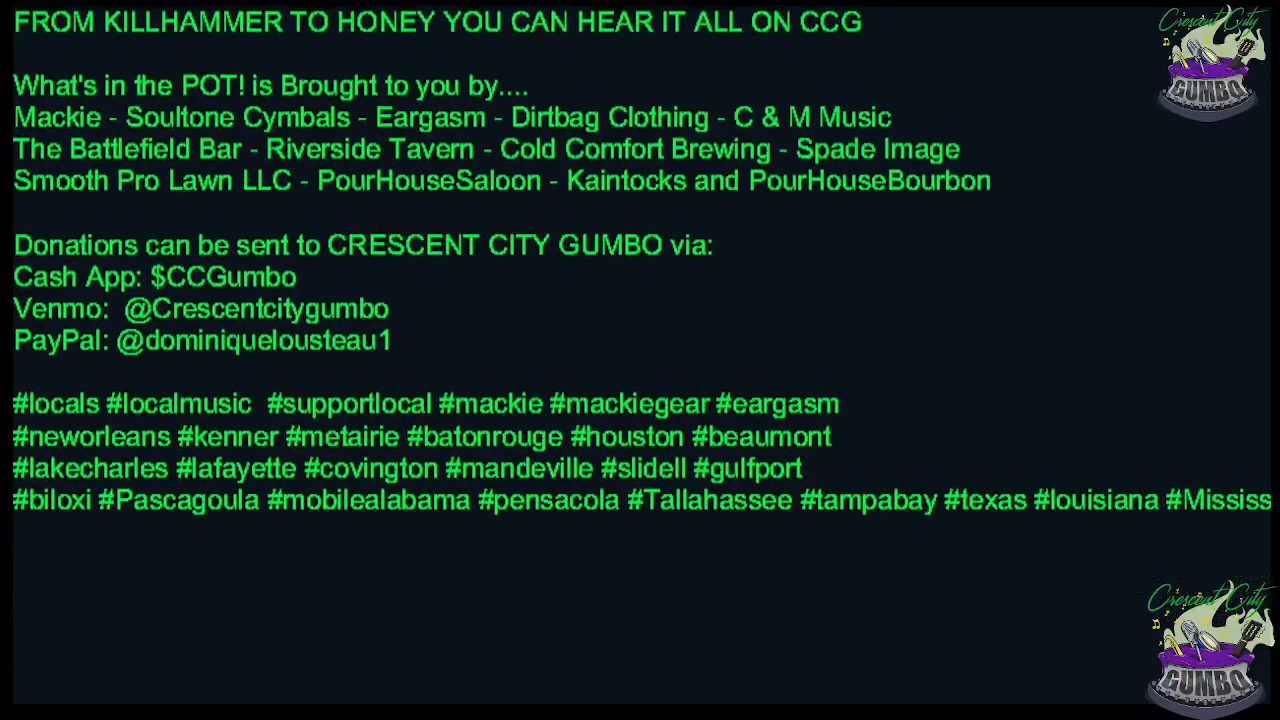 FROM KILLHAMMER TO HONEY YOU CAN HEAR IT ALL ON CCG
Crescent City
GUMBO
What's in the POT! is Brought to you by....
Mackie - Soultone Cymbals - Eargasm - Dirtbag Clothing - C & M Music
The Battlefield Bar - Riverside Tavern - Cold Comfort Brewing - Spade Image
Smooth Pro Lawn LLC - PourHouseSaloon - Kaintocks and PourHouseBourbon
Donations can be sent to CRESCENT CITY GUMBO via:
Cash App: $CCGumbo
Venmo:  @Crescentcitygumbo
PayPal: @dominiquelousteau1
#locals #localmusic  #supportlocal #mackie #mackiegear #eargasm
#neworleans #kenner #metairie #batonrouge #houston #beaumont
#lakecharles #lafayette #covington #mandeville #slidell #gulfport
#biloxi #Pascagoula #mobilealabama #pensacola #Tallahassee #tampabay #texas #louisiana #Mississ
Crescent City
GUMBO